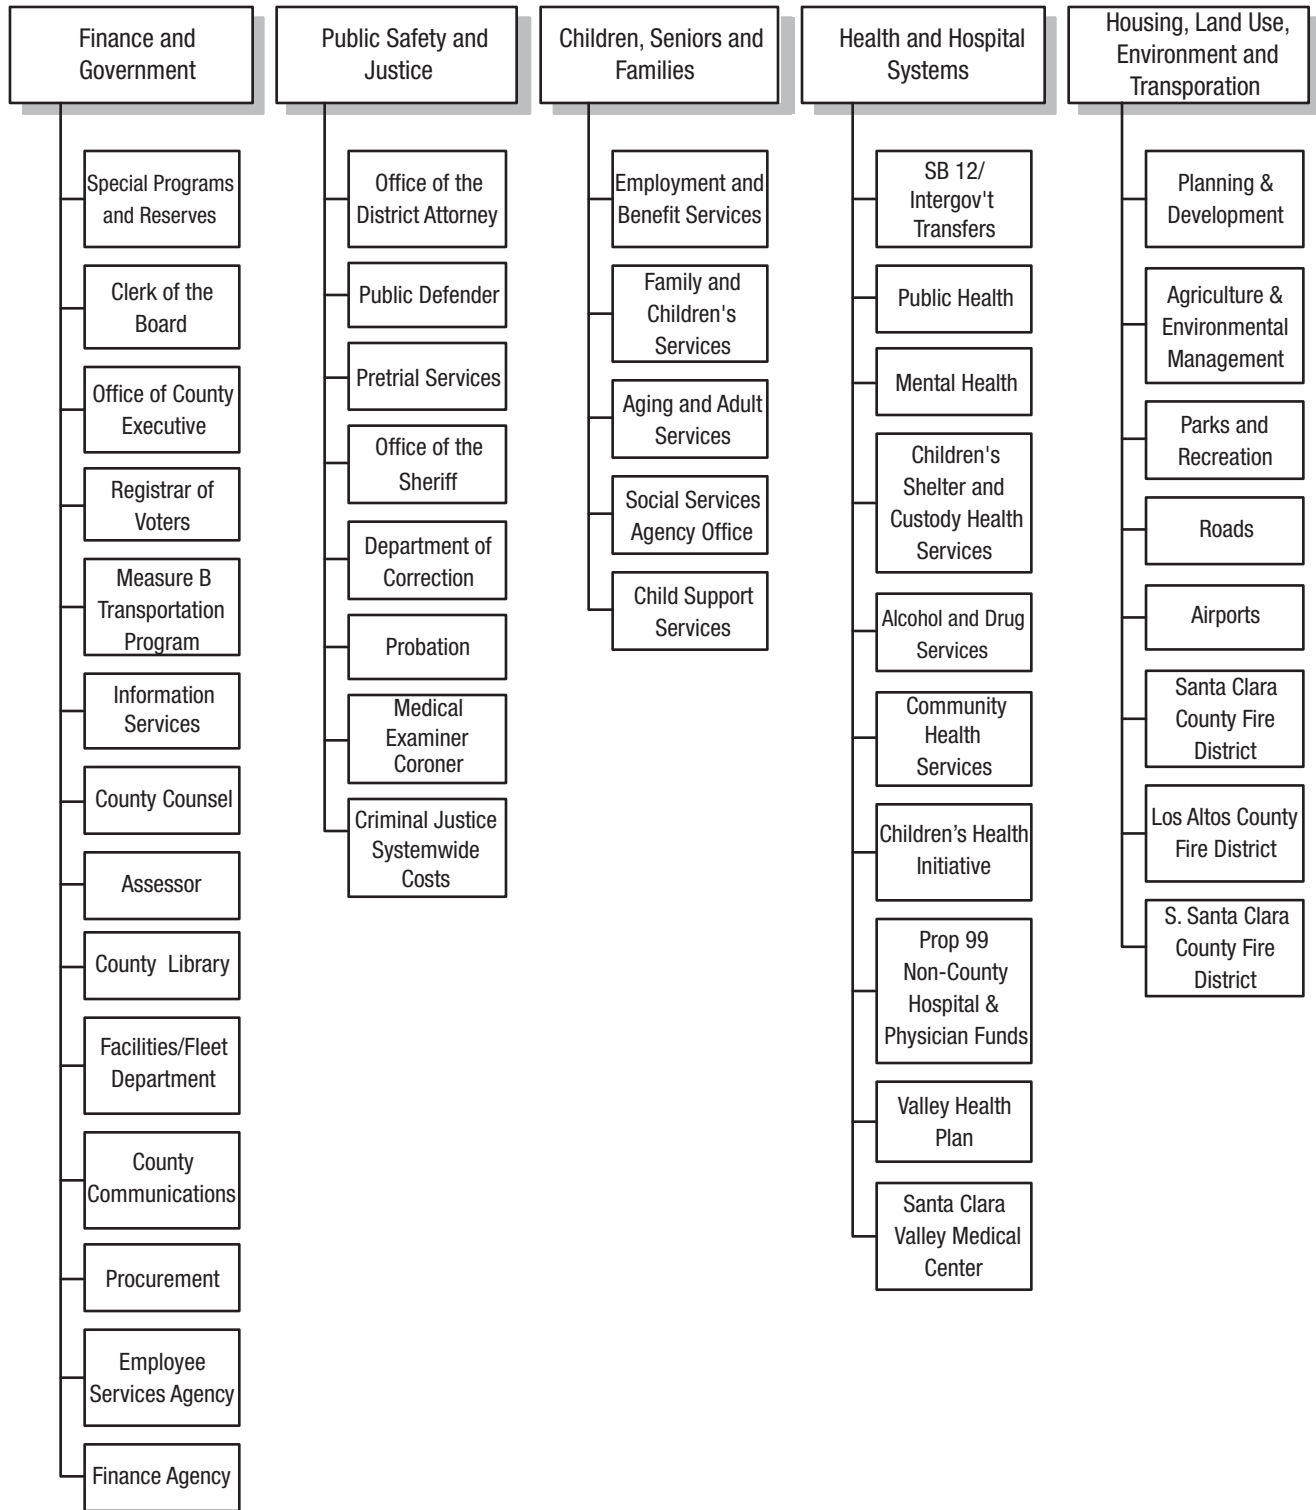 Finance and
Government
Special Programs
and Reserves
Clerk of the
Board
Office of County
Executive
Registrar of
Voters
Measure B
Transportation
Program
Information
Services
County Counsel
Assessor
County  Library
Facilities/Fleet
Department
County
Communications
Procurement
Employee
Services Agency
Finance Agency
Public Safety and
Justice
Office of the
District Attorney
Public Defender
Pretrial Services
Office of the
Sheriff
Department of
Correction
Probation
Medical
Examiner
Coroner
Criminal Justice
Systemwide
Costs
Children, Seniors and
Families
Employment and
Benefit Services
Family and
Children's
Services
Aging and Adult
Services
Social Services
Agency Office
Child Support
Services
Health and Hospital
Systems
SB 12/
Intergov't
Transfers
Public Health
Mental Health
Children's
Shelter and
Custody Health
Services
Alcohol and Drug
Services
Community
Health
Services
Children’s Health
Initiative
Prop 99
Non-County
Hospital &
Physician Funds
Valley Health
Plan
Santa Clara
Valley Medical
Center
Housing, Land Use,
Environment and
Transporation
Planning &
Development
Agriculture &
Environmental
Management
Parks and
Recreation
Roads
Airports
Santa Clara
County Fire
District
Los Altos County
Fire District
S. Santa Clara
County Fire
District